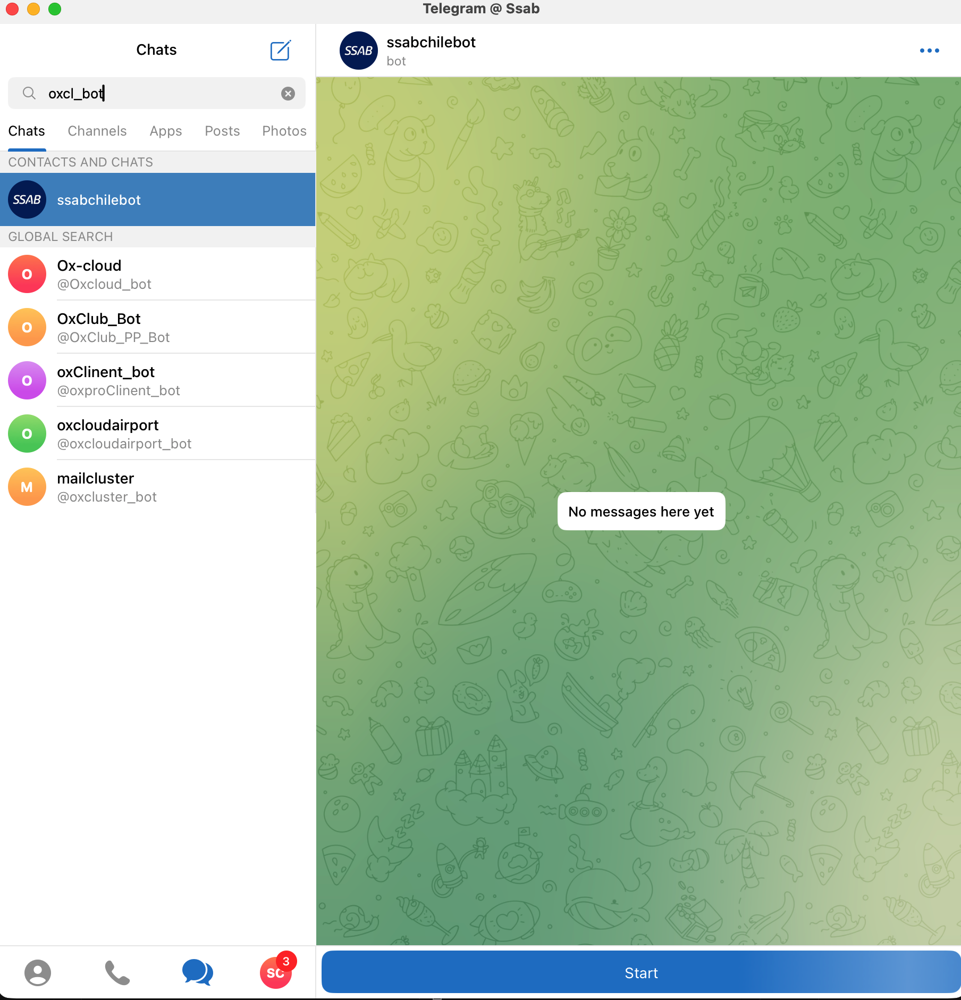 Telegram @ Ssab
Chats
oxcl_bot
Chats Channels Apps Posts Photos
CONTACTS AND CHATS
SSAB
ssabchilebot
GLOBAL SEARCH
O
Ox-cloud
@Oxcloud_bot
O
OxClub_Bot
@OxClub_PP_Bot
O
oxClinent_bot
@oxproClinent_bot
O
oxcloudairport
@oxcloudairport_bot
M
mailcluster
@oxcluster_bot
SC
3
SSAB
ssabchilebot
bot
No messages here yet
Start